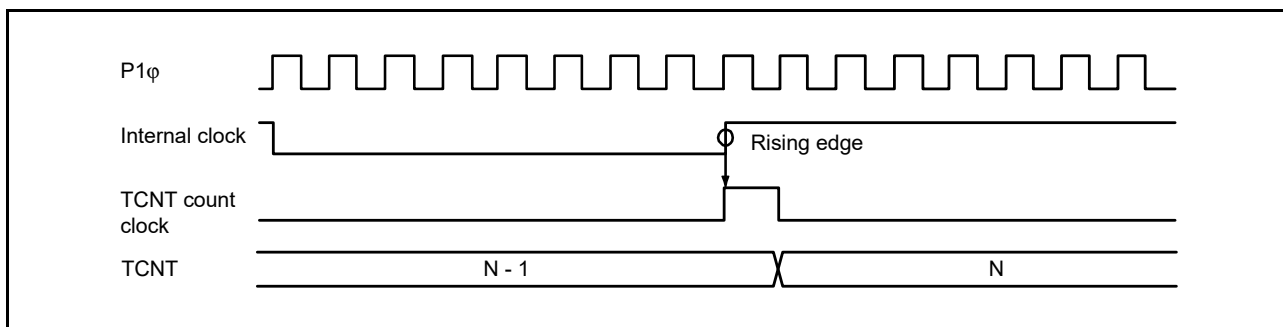 P1φ
Internal clock
Rising edge
TCNT count
clock
TCNT
N - 1
N